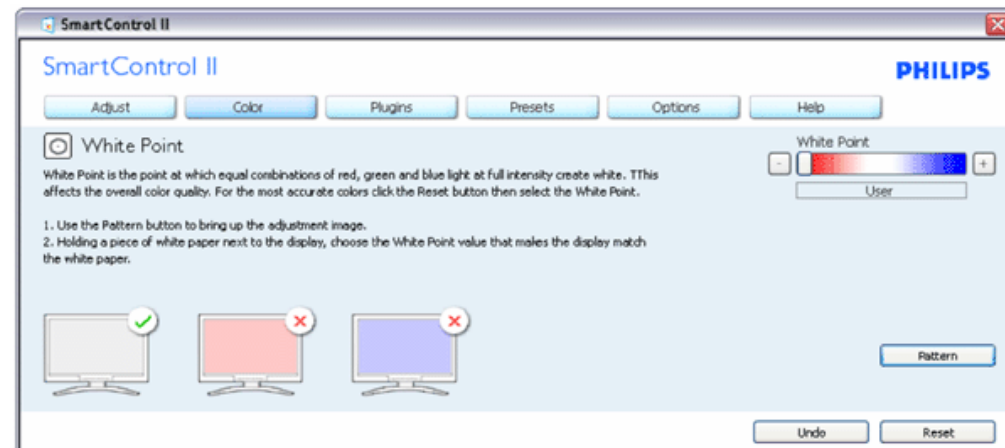 SmartControl II
SmartControl II
PHILIPS
Adjust Color Plugins Presets Options Help
White Point
White Point
- +
User
White Point is the point at which equal combinations of red, green and blue light at full intensity create white. TThis
affects the overall color quality. For the most accurate colors click the Reset button then select the White Point.
1. Use the Pattern button to bring up the adjustment image.
2. Holding a piece of white paper next to the display, choose the White Point value that makes the display match
the white paper.
Pattern
Undo Reset